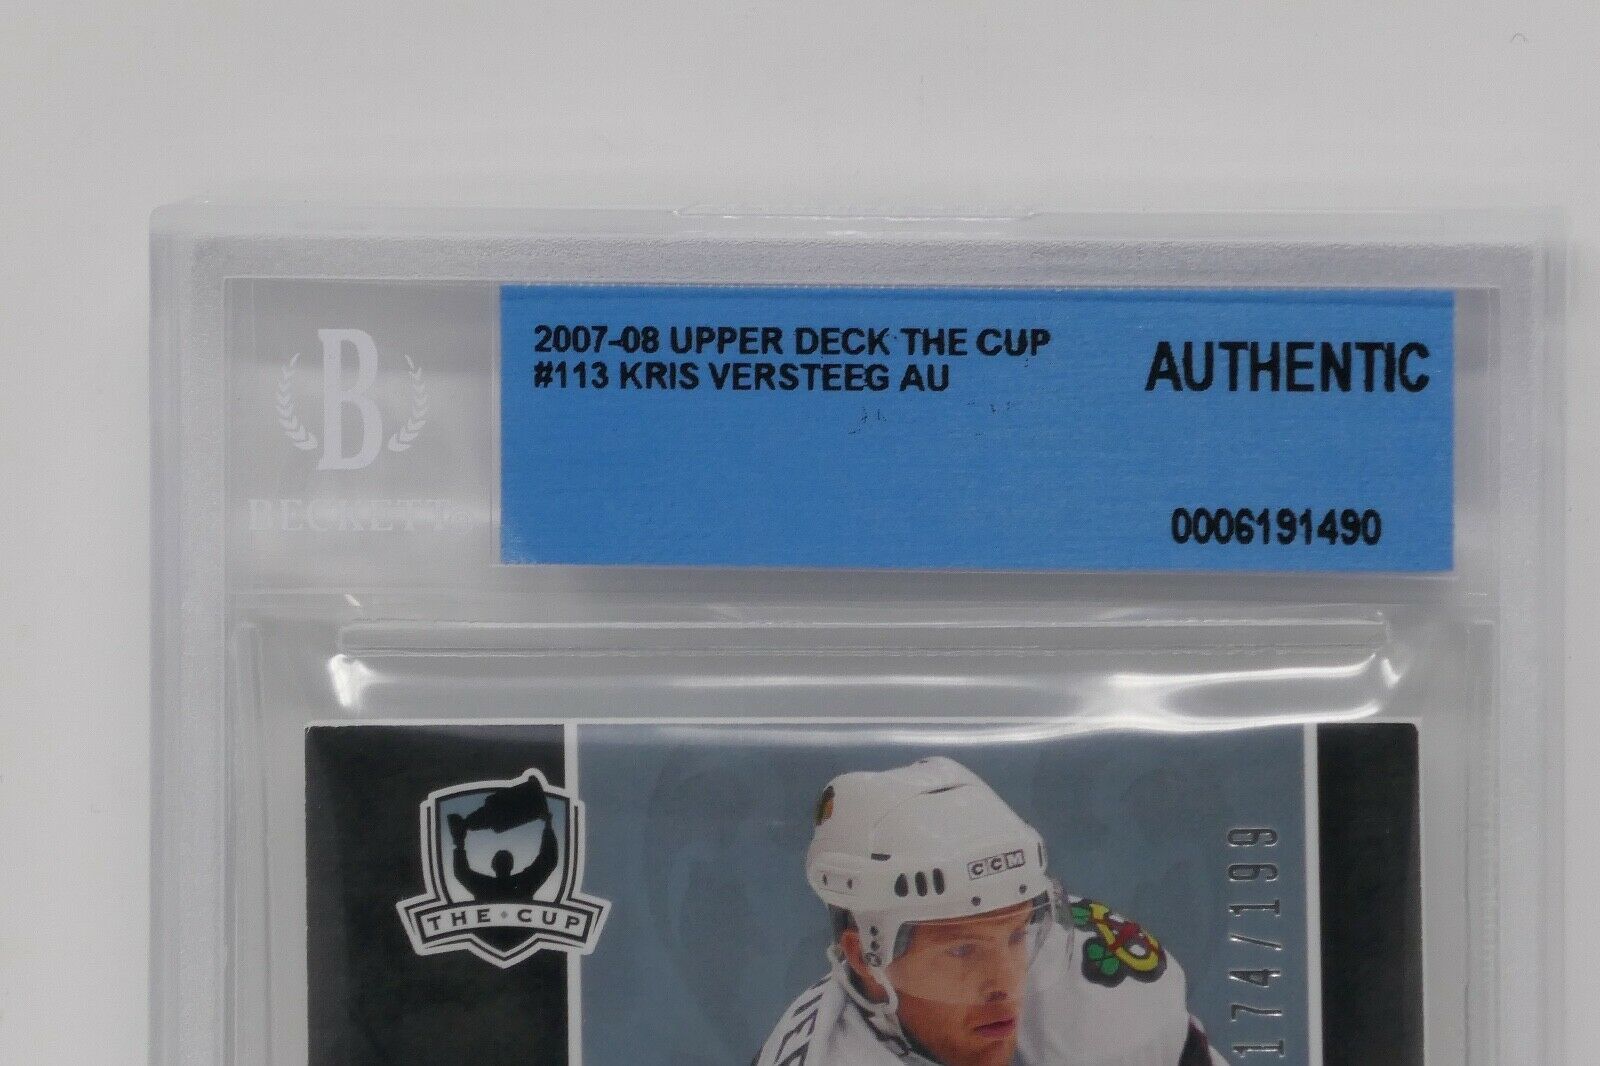 2007-08 UPPER DECK THE CUP
#113 KRIS VERSTEEG AU
AUTHENTIC
0006191490
B
BECKETT
THE CUP
CCM
174/199